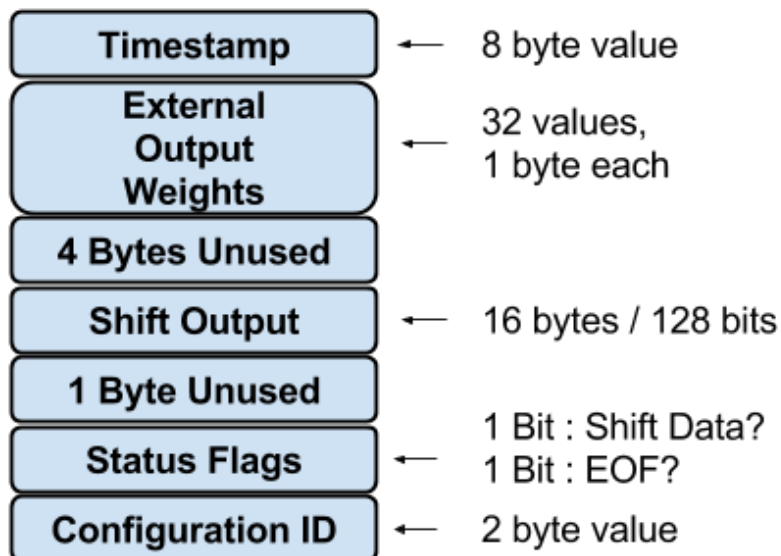 Timestamp
8 byte value
External
Output
Weights
32 values,
1 byte each
4 Bytes Unused
Shift Output
16 bytes / 128 bits
1 Byte Unused
Status Flags
1 Bit : Shift Data?
1 Bit : EOF?
Configuration ID
2 byte value